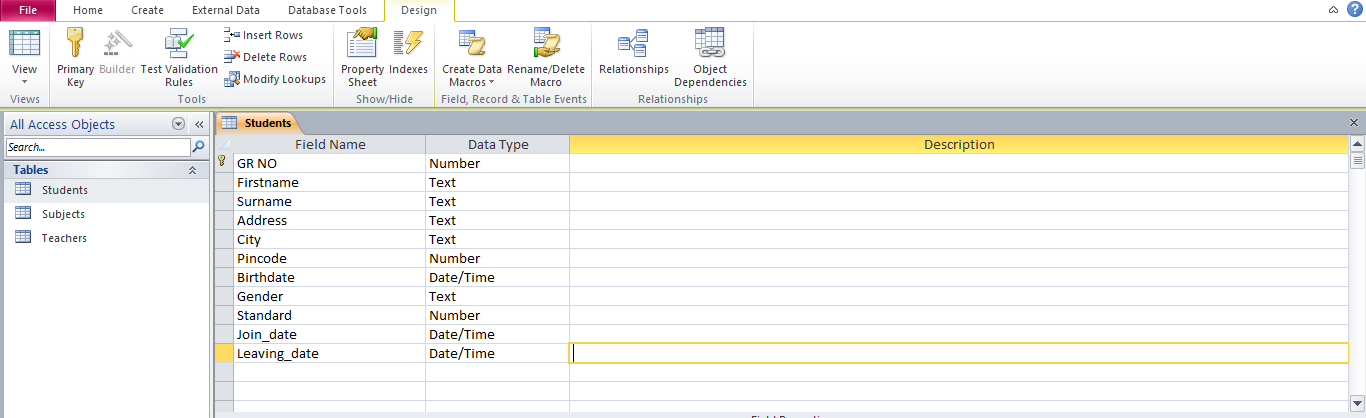 File Home Create External Data Database Tools Design
View Primary Key Builder Test Validation Rules Insert Rows Delete Rows Modify Lookups Property Sheet Indexes Create Data Macros Rename/Delete Macro Relationships Object Dependencies
Views Tools Show/Hide Field, Record & Table Events Relationships
All Access Objects
Search...
Tables
Students
Subjects
Teachers
Students
Field Name Data Type Description
GR NO Number
Firstname Text
Surname Text
Address Text
City Text
Pincode Number
Birthdate Date/Time
Gender Text
Standard Number
Join_date Date/Time
Leaving_date Date/Time